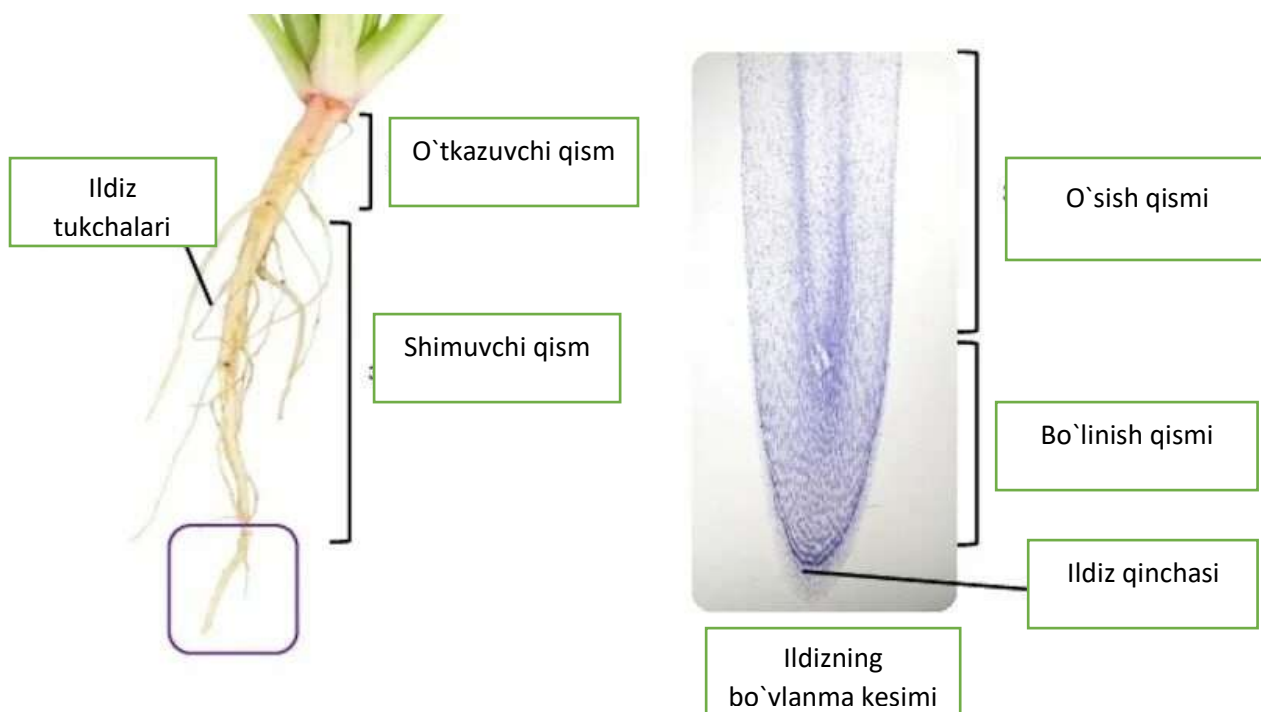 O`tkazuvchi qism
Ildiz
tukchalari
Shimuvchi qism
O`sish qismi
Bo`linish qismi
Ildiz qinchasi
Ildizning
bo`vlanma kesimi